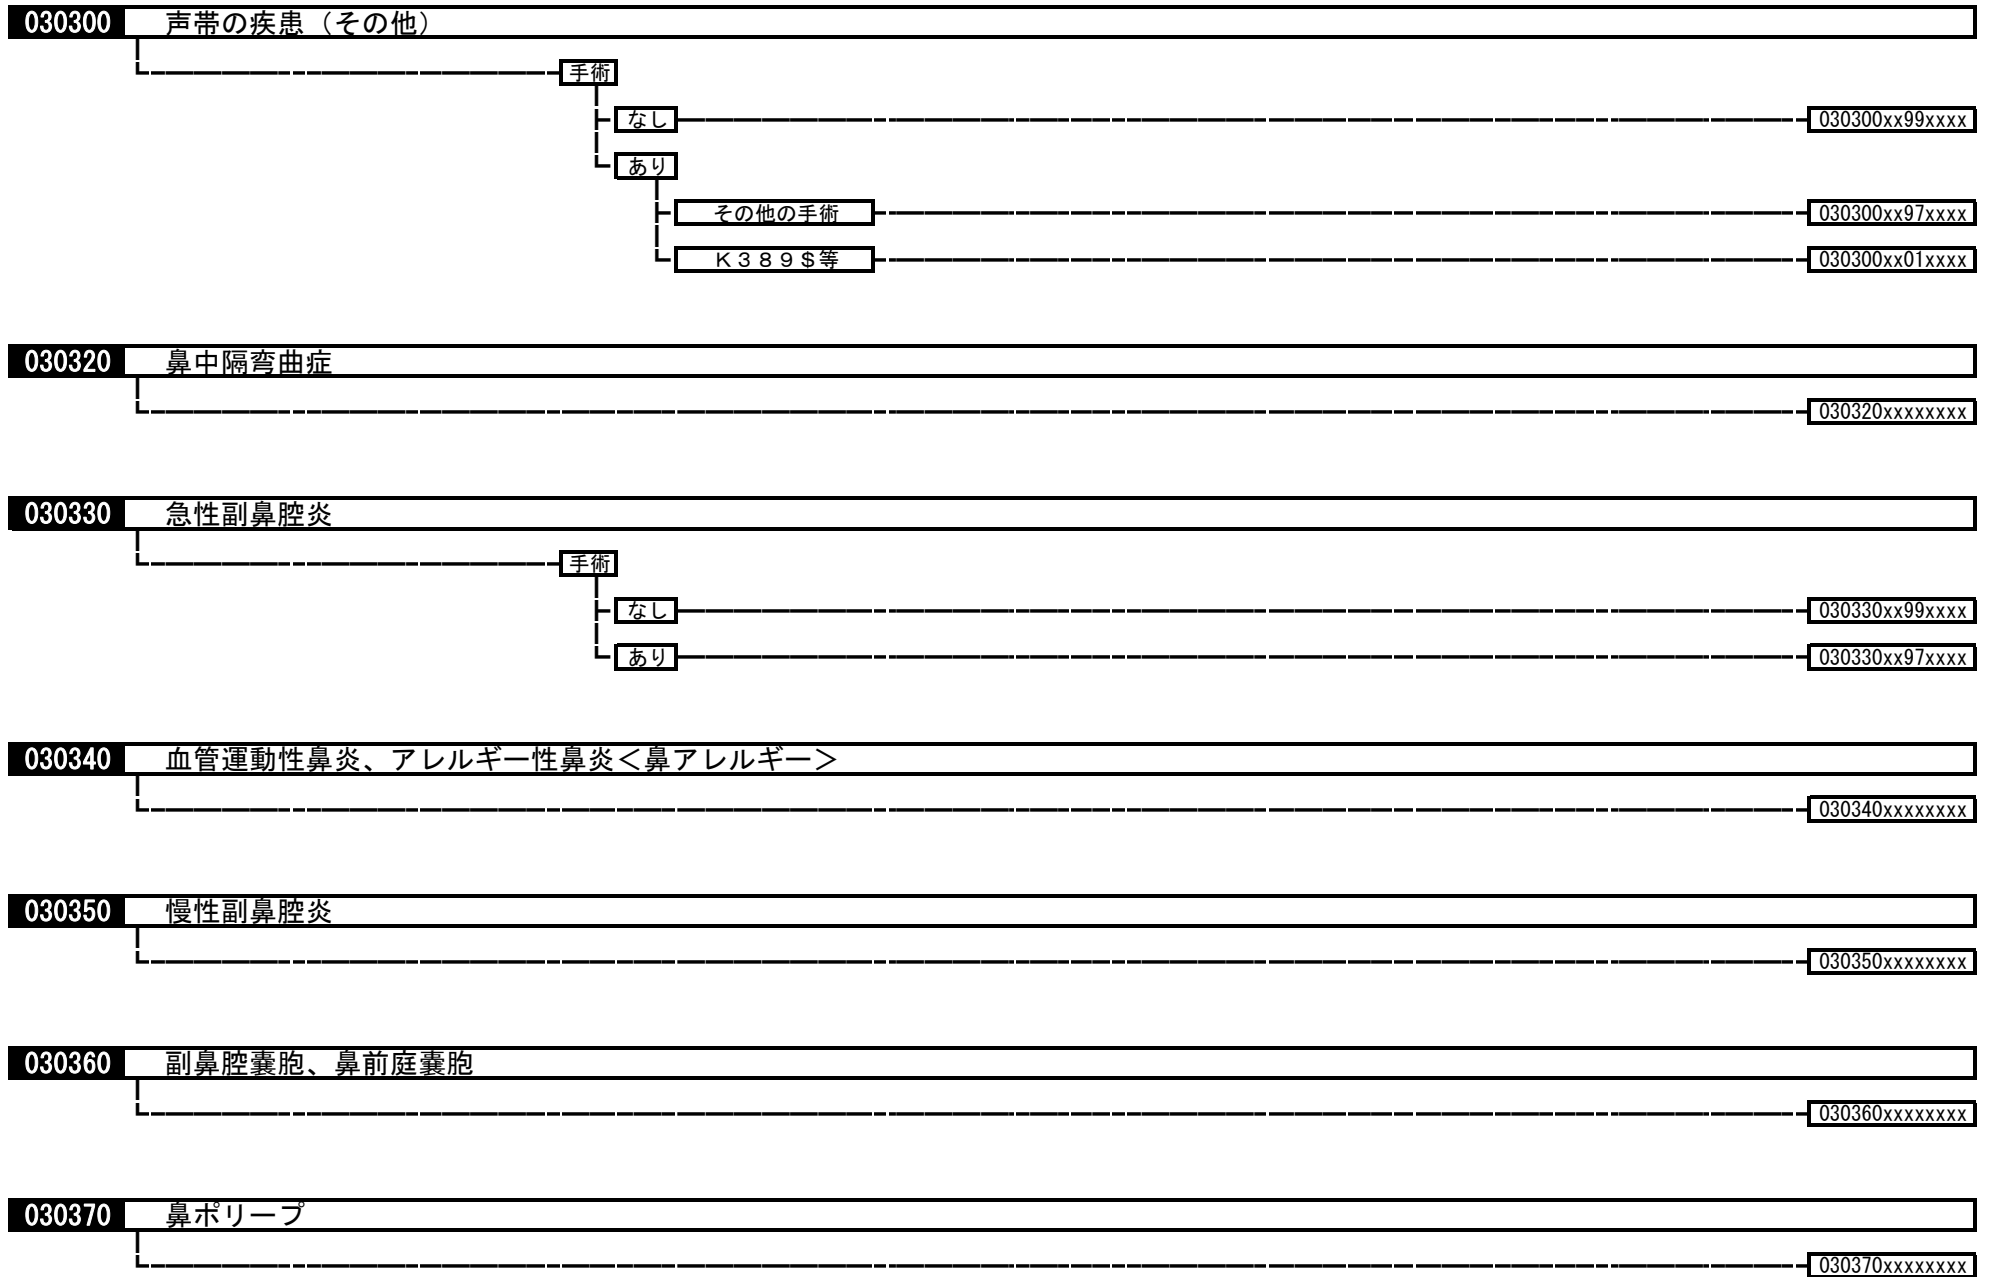 030300 声帯の疾患（その他）
手術
なし 030300xx99xxxx
あり
その他の手術 030300xx97xxxx
Ｋ３８９＄等 030300xx01xxxx
030320 鼻中隔弯曲症
030320xxxxxxxx
030330 急性副鼻腔炎
手術
なし 030330xx99xxxx
あり 030330xx97xxxx
030340 血管運動性鼻炎、アレルギー性鼻炎＜鼻アレルギー＞
030340xxxxxxxx
030350 慢性副鼻腔炎
030350xxxxxxxx
030360 副鼻腔嚢胞、鼻前庭嚢胞
030360xxxxxxxx
030370 鼻ポリープ
030370xxxxxxxx